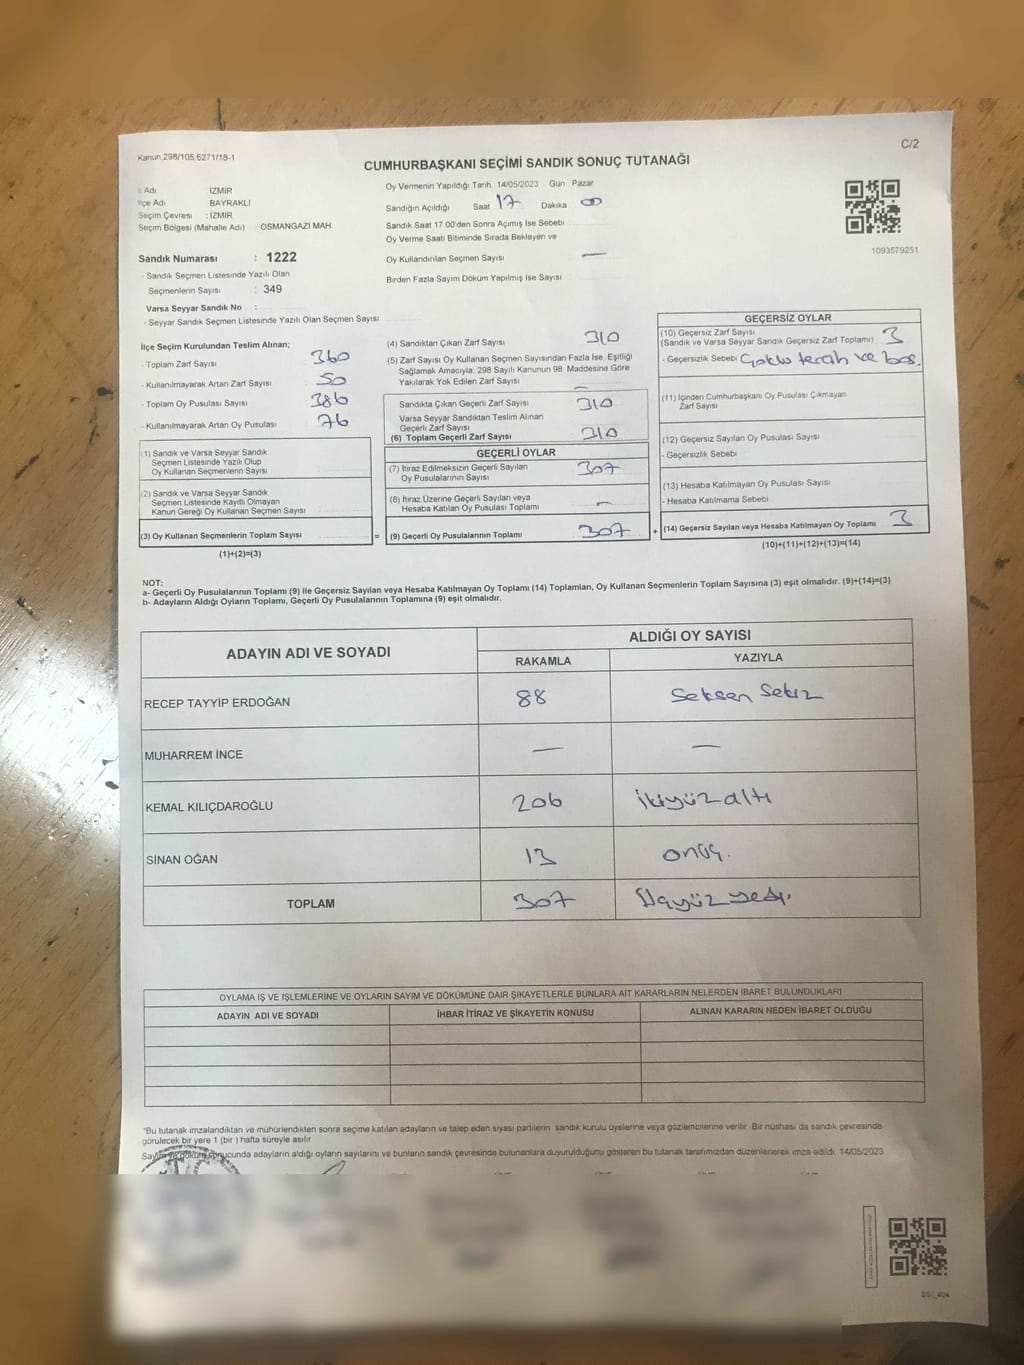 Kanun.298/105,6271/18-1
C/2
CUMHURBAŞKANI SEÇİMİ SANDIK SONUÇ TUTANAĞI
İl Adı İZMİR
İlçe Adı BAYRAKLI
Seçim Çevresi : İZMİR
Seçim Bölgesi (Mahalle Adı) OSMANGAZİ MAH
Sandık Numarası : 1222
- Sandık Seçmen Listesinde Yazılı Olan
Seçmenlerin Sayısı : 349
Varsa Seyyar Sandık No :
- Seyyar Sandık Seçmen Listesinde Yazılı Olan Seçmen Sayısı
Oy Vermenin Yapıldığı Tarih 14/05/2023 Gün Pazar
Sandığın Açıldığı Saat 17 Dakika 00
Sandık Saat 17.00'den Sonra Açımış İse Sebebi
Oy Verme Saati Bitiminde Sırada Bekleyen ve
Oy Kullandırılan Seçmen Sayısı —
Birden Fazla Sayım Döküm Yapılmış İse Sayısı
1093579251
İlçe Seçim Kurulundan Teslim Alınan;
- Toplam Zarf Sayısı 360
- Kullanılmayarak Artan Zarf Sayısı 50
- Toplam Oy Pusulası Sayısı 386
- Kullanılmayarak Artan Oy Pusulası 76
(1) Sandık ve Varsa Seyyar Sandık
Seçmen Listesinde Yazılı Olup
Oy Kullanan Seçmenlerin Sayısı
(2) Sandık ve Varsa Seyyar Sandık
Seçmen Listesinde Kayıtlı Olmayan
Kanun Gereği Oy Kullanan Seçmen Sayısı
(3) Oy Kullanan Seçmenlerin Toplam Sayısı =
(1)+(2)=(3)
(4) Sandıktan Çıkan Zarf Sayısı 310
(5) Zarf Sayısı Oy Kullanan Seçmen Sayısından Fazla İse, Eşitliği
Sağlamak Amacıyla; 298 Sayılı Kanunun 98 Maddesine Göre
Yakılarak Yok Edilen Zarf Sayısı —
Sandıkta Çıkan Geçerli Zarf Sayısı 310
Varsa Seyyar Sandıktan Teslim Alınan
Geçerli Zarf Sayısı
(6) Toplam Geçerli Zarf Sayısı 310
GEÇERLİ OYLAR
(7) İtiraz Edilmeksizin Geçerli Sayılan
Oy Pusulalarının Sayısı 307
(8) İtiraz Üzerine Geçerli Sayılan veya
Hesaba Katılan Oy Pusulası Toplamı —
(9) Geçerli Oy Pusulalarının Toplamı 307 +
GEÇERSİZ OYLAR
(10) Geçersiz Zarf Sayısı
(Sandık ve Varsa Seyyar Sandık Geçersiz Zarf Toplamı) 3
- Geçersizlik Sebebi Çoklu tercih ve boş.
(11) İçinden Cumhurbaşkanı Oy Pusulası Çıkmayan
Zarf Sayısı
(12) Geçersiz Sayılan Oy Pusulası Sayısı
- Geçersizlik Sebebi
(13) Hesaba Katılmayan Oy Pusulası Sayısı
- Hesaba Katılmama Sebebi
(14) Geçersiz Sayılan veya Hesaba Katılmayan Oy Toplamı 3
(10)+(11)+(12)+(13)=(14)
NOT:
a- Geçerli Oy Pusulalarının Toplamı (9) ile Geçersiz Sayılan veya Hesaba Katılmayan Oy Toplamı (14) Toplamları, Oy Kullanan Seçmenlerin Toplam Sayısına (3) eşit olmalıdır. (9)+(14)=(3)
b- Adayların Aldığı Oyların Toplamı, Geçerli Oy Pusulalarının Toplamına (9) eşit olmalıdır.
ADAYIN ADI VE SOYADI ALDIĞI OY SAYISI
RAKAMLA YAZIYLA
RECEP TAYYİP ERDOĞAN 88 Seksen Sekiz
MUHARREM İNCE — —
KEMAL KILIÇDAROĞLU 206 ikiyüz altı
SİNAN OĞAN 13 onüç.
TOPLAM 307 Üçyüz yedi.
OYLAMA İŞ VE İŞLEMLERİNE VE OYLARIN SAYIM VE DÖKÜMÜNE DAİR ŞİKAYETLERLE BUNLARA AİT KARARLARIN NELERDEN İBARET BULUNDUKLARI
ADAYIN ADI VE SOYADI İHBAR İTİRAZ VE ŞİKAYETİN KONUSU ALINAN KARARIN NEDEN İBARET OLDUĞU
"Bu tutanak imzalandıktan ve mühürlendikten sonra seçime katılan adayların ve talep eden siyasi partilerin sandık kurulu üyelerine veya gözlemcilerine verilir. Bir nüshası da sandık çevresinde
görülecek bir yere 1 (bir) hafta süreyle asılır
Sayım ve döküm sonucunda adayların aldığı oyların sayılarını ve bunların sandık çevresinde bulunanlara duyurulduğunu gösteren bu tutanak tarafımızdan düzenlenerek imza edildi. 14/05/2023